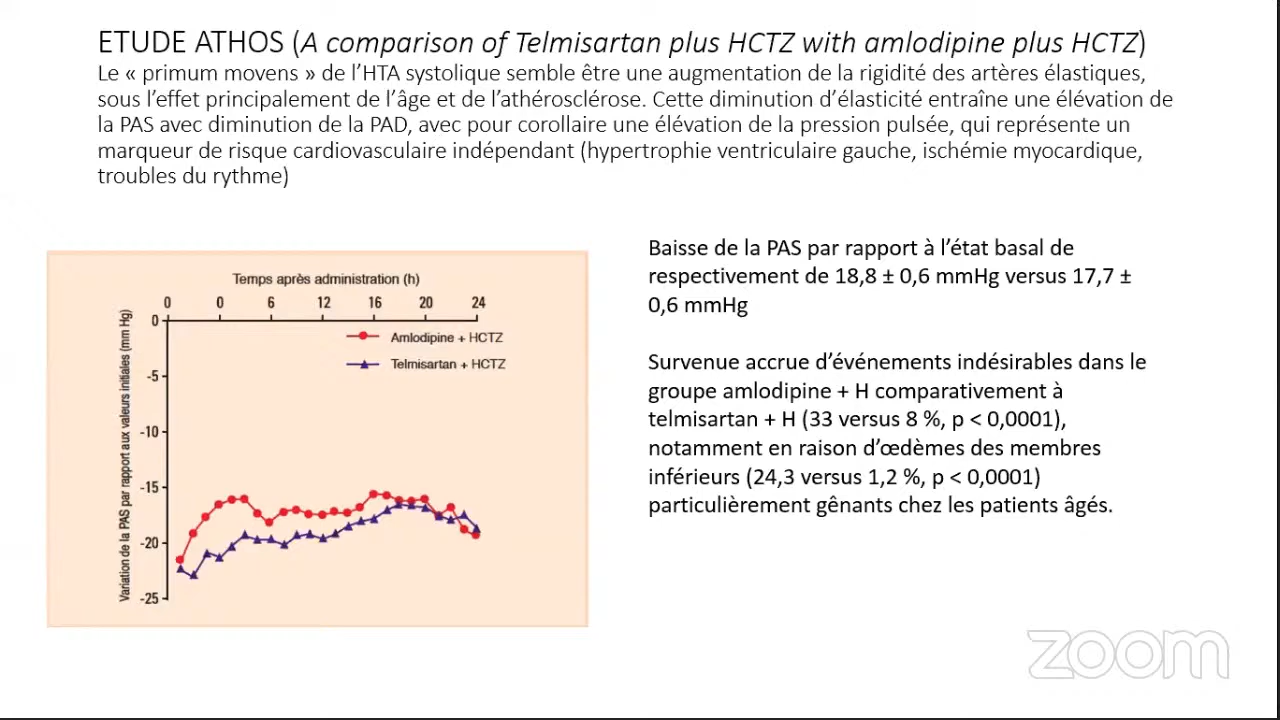 ETUDE ATHOS (A comparison of Telmisartan plus HCTZ with amlodipine plus HCTZ)
Le « primum movens » de l’HTA systolique semble être une augmentation de la rigidité des artères élastiques,
sous l’effet principalement de l’âge et de l’athérosclérose. Cette diminution d’élasticité entraîne une élévation de
la PAS avec diminution de la PAD, avec pour corollaire une élévation de la pression pulsée, qui représente un
marqueur de risque cardiovasculaire indépendant (hypertrophie ventriculaire gauche, ischémie myocardique,
troubles du rythme)
Temps après administration (h)
0 0 6 12 16 20 24
Variation de la PAS par rapport aux valeurs initiales (mm Hg)
0
-5
-10
-15
-20
-25
Amlodipine + HCTZ
Telmisartan + HCTZ
Baisse de la PAS par rapport à l’état basal de
respectivement de 18,8 ± 0,6 mmHg versus 17,7 ±
0,6 mmHg
Survenue accrue d’événements indésirables dans le
groupe amlodipine + H comparativement à
telmisartan + H (33 versus 8 %, p < 0,0001),
notamment en raison d’œdèmes des membres
inférieurs (24,3 versus 1,2 %, p < 0,0001)
particulièrement gênants chez les patients âgés.
zoom